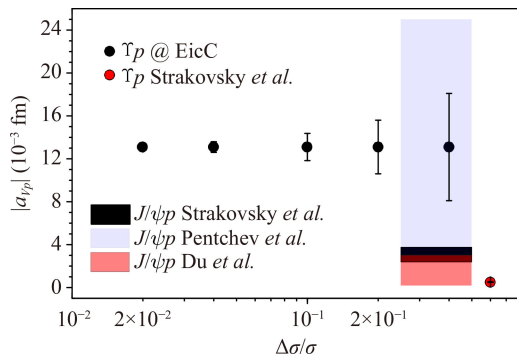 24
20
16
12
8
4
0
|a_{Vp}| (10⁻³ fm)
ϒp @ EicC
ϒp Strakovsky et al.
J/ψp Strakovsky et al.
J/ψp Pentchev et al.
J/ψp Du et al.
10⁻² 2×10⁻² 10⁻¹ 2×10⁻¹
Δσ/σ